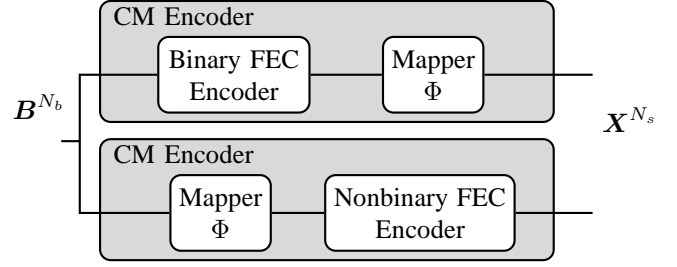 CM Encoder
Binary FEC
Encoder
Mapper
Φ
B^{N_b}
X^{N_s}
CM Encoder
Mapper
Φ
Nonbinary FEC
Encoder